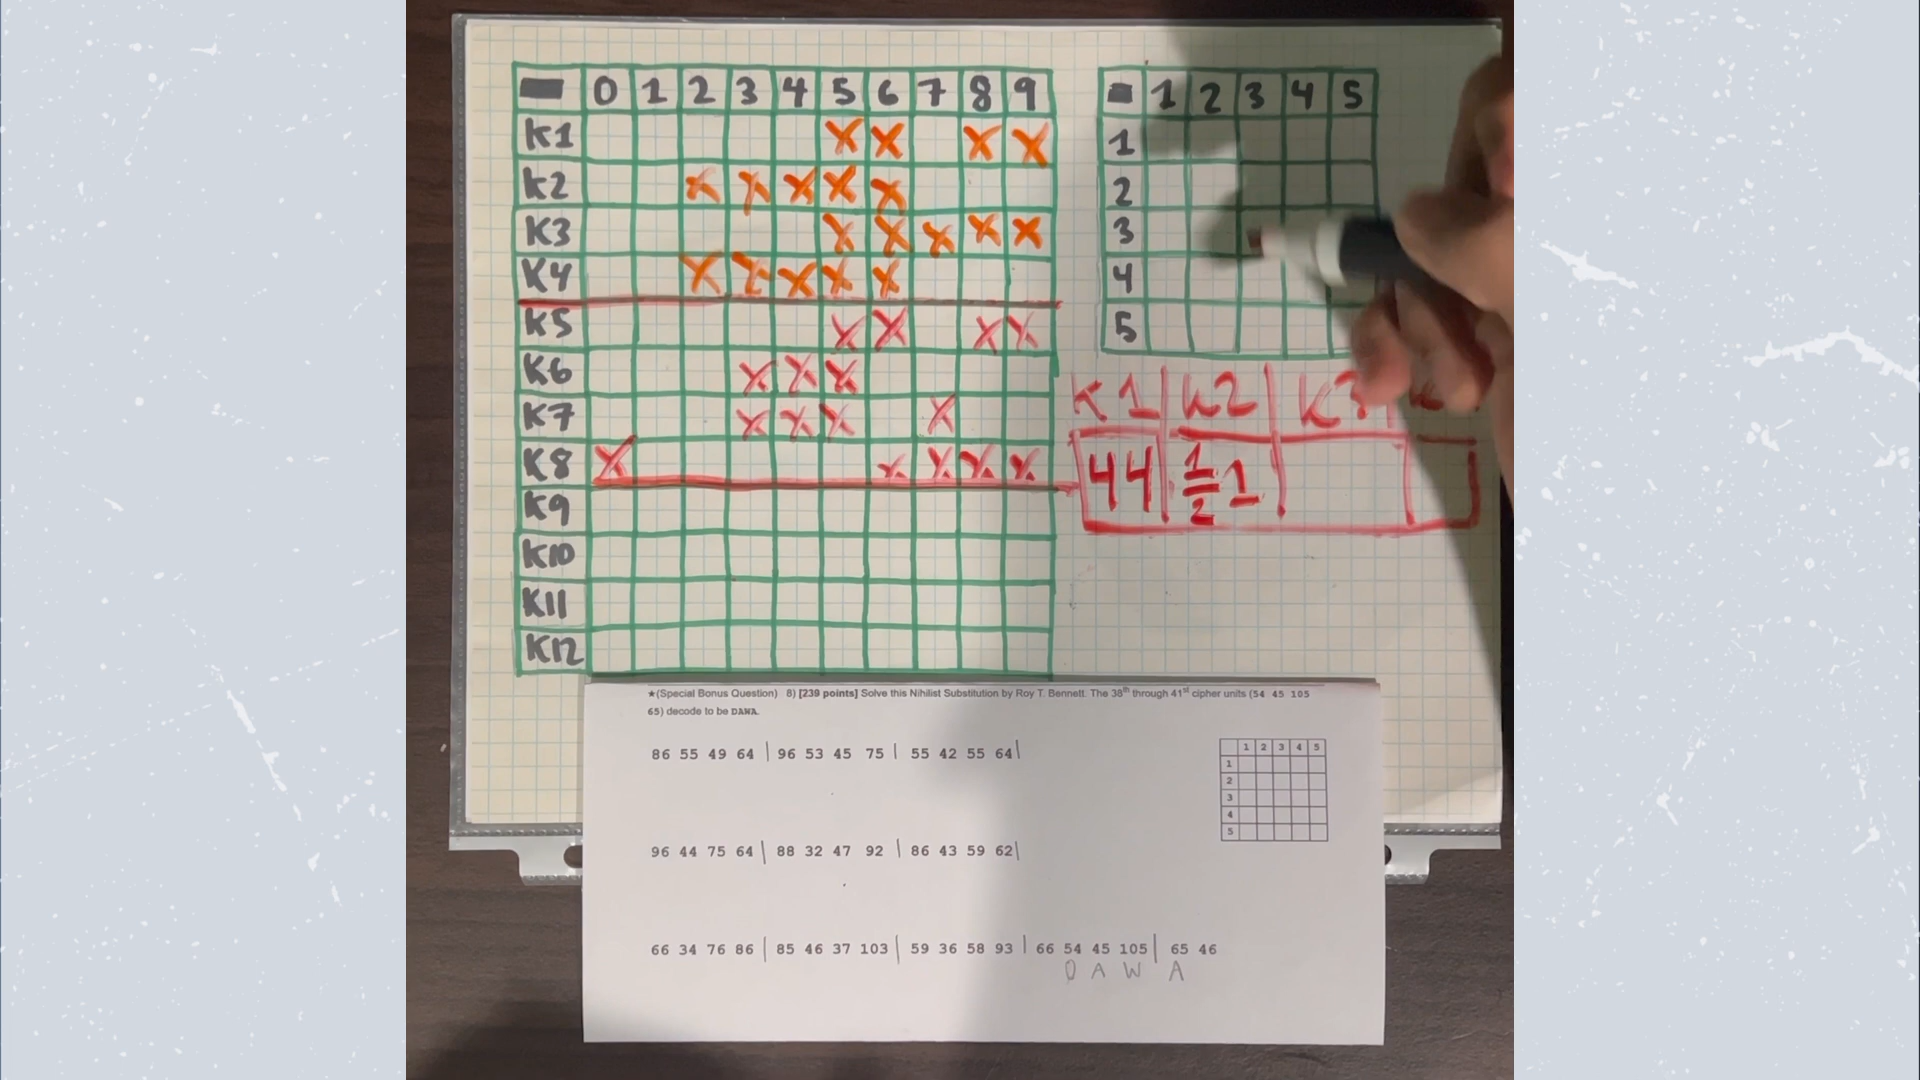 0 1 2 3 4 5 6 7 8 9
K1 X X X X
K2 X X X X X
K3 X X X X X
K4 X X X X X
K5 X X X X
K6 X X X
K7 X X X X
K8 X X X X X
K9
K10
K11
K12
1 2 3 4 5
1
2
3
4
5
K1 K2 K3
44 1/2 1
★(Special Bonus Question) 8) [239 points] Solve this Nihilist Substitution by Roy T. Bennett. The 38th through 41st cipher units (54 45 105
65) decode to be DAWA.
86 55 49 64 | 96 53 45 75 | 55 42 55 64 |
96 44 75 64 | 88 32 47 92 | 86 43 59 62 |
66 34 76 86 | 85 46 37 103 | 59 36 58 93 | 66 54 45 105 | 65 46
D A W A
1 2 3 4 5
1
2
3
4
5